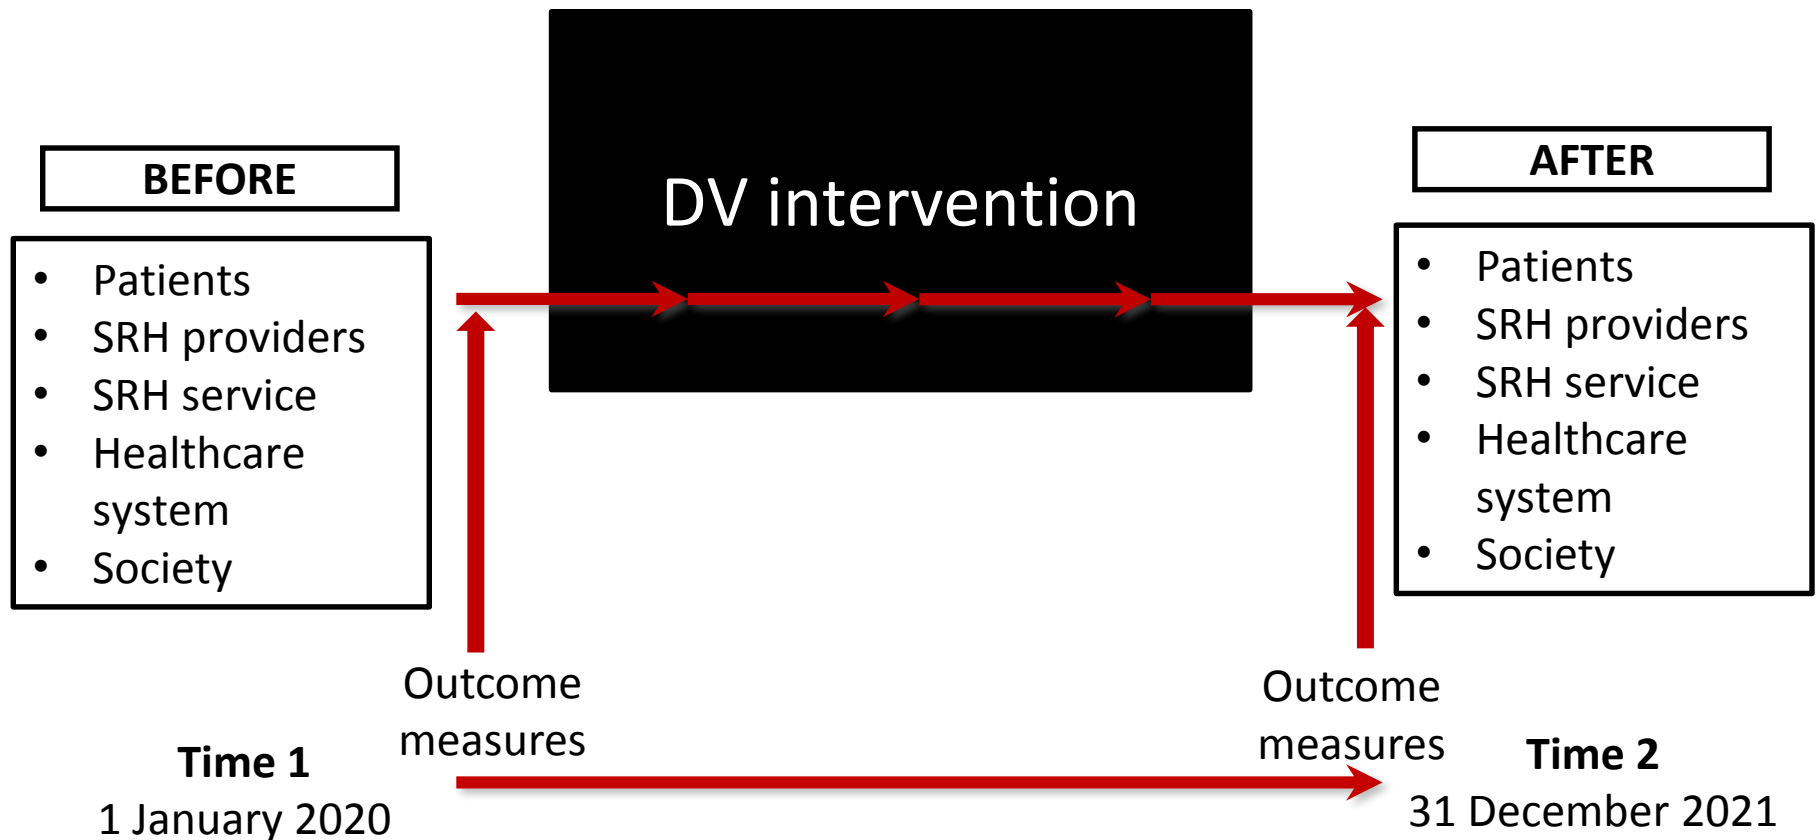 BEFORE
• Patients
• SRH providers
• SRH service
• Healthcare
system
• Society
DV intervention
AFTER
• Patients
• SRH providers
• SRH service
• Healthcare
system
• Society
Outcome
measures
Outcome
measures
Time 1
1 January 2020
Time 2
31 December 2021